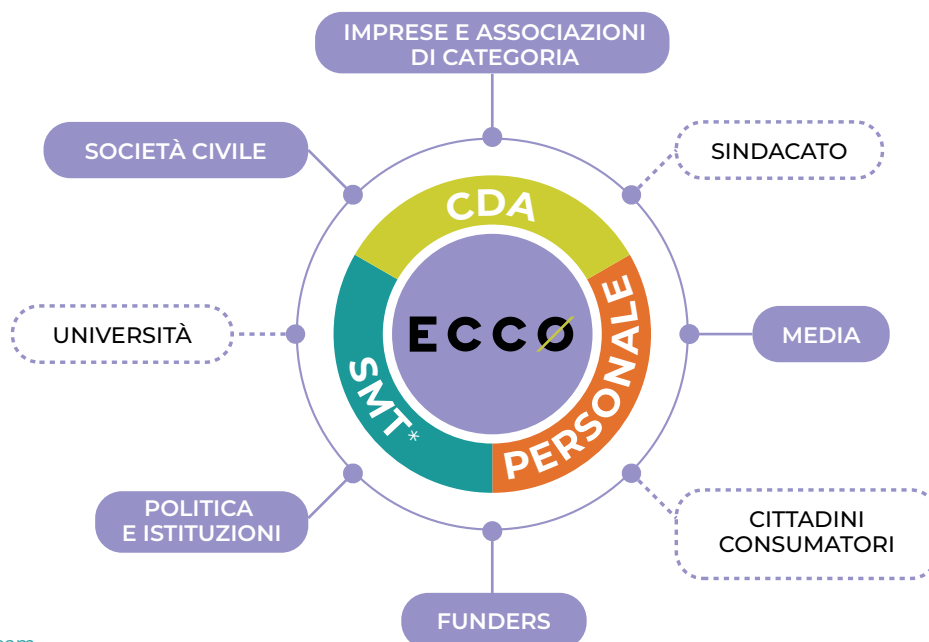 IMPRESE E ASSOCIAZIONI
DI CATEGORIA
SOCIETÀ CIVILE
SINDACATO
CDA
UNIVERSITÀ
ECCO
MEDIA
SMT*
PERSONALE
POLITICA
E ISTITUZIONI
CITTADINI
CONSUMATORI
FUNDERS